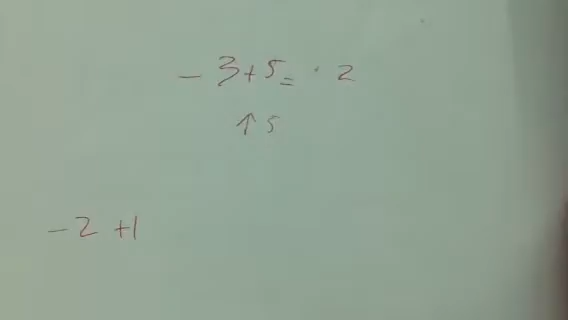 - 3 + 5 = 2
↑ 5
- 2 + 1